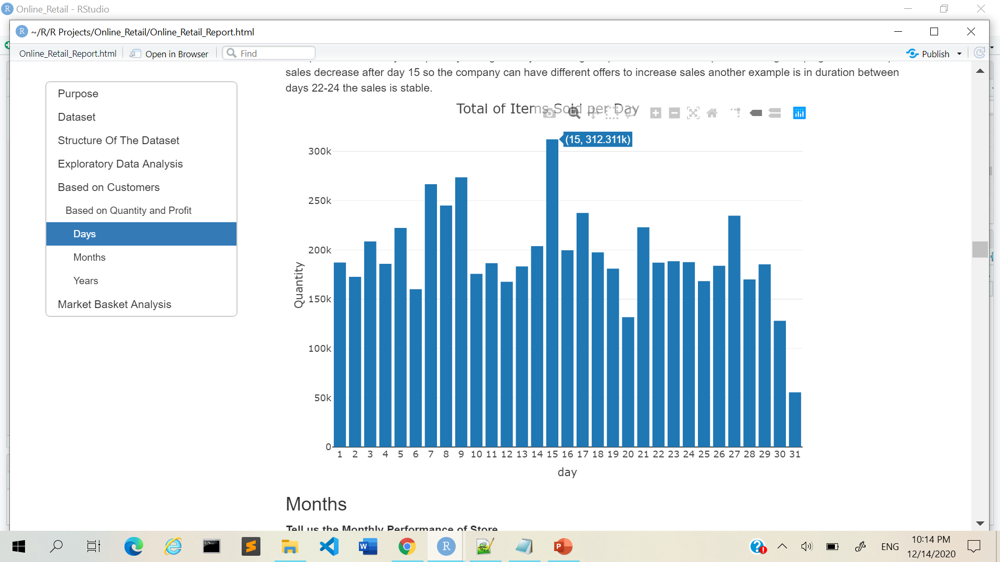 Online_Retail - RStudio
~/R/R Projects/Online_Retail/Online_Retail_Report.html
Online_Retail_Report.html Open in Browser Find Publish
sales decrease after day 15 so the company can have different offers to increase sales another example is in duration between
days 22-24 the sales is stable.
Purpose
Dataset
Structure Of The Dataset
Exploratory Data Analysis
Based on Customers
Based on Quantity and Profit
Days
Months
Years
Market Basket Analysis
Total of Items Sold per Day
(15, 312.311k)
300k
250k
200k
150k
100k
50k
0
Quantity
1 2 3 4 5 6 7 8 9 10 11 12 13 14 15 16 17 18 19 20 21 22 23 24 25 26 27 28 29 30 31
day
Months
Tell us the Monthly Performance of Store
ENG
10:14 PM
12/14/2020